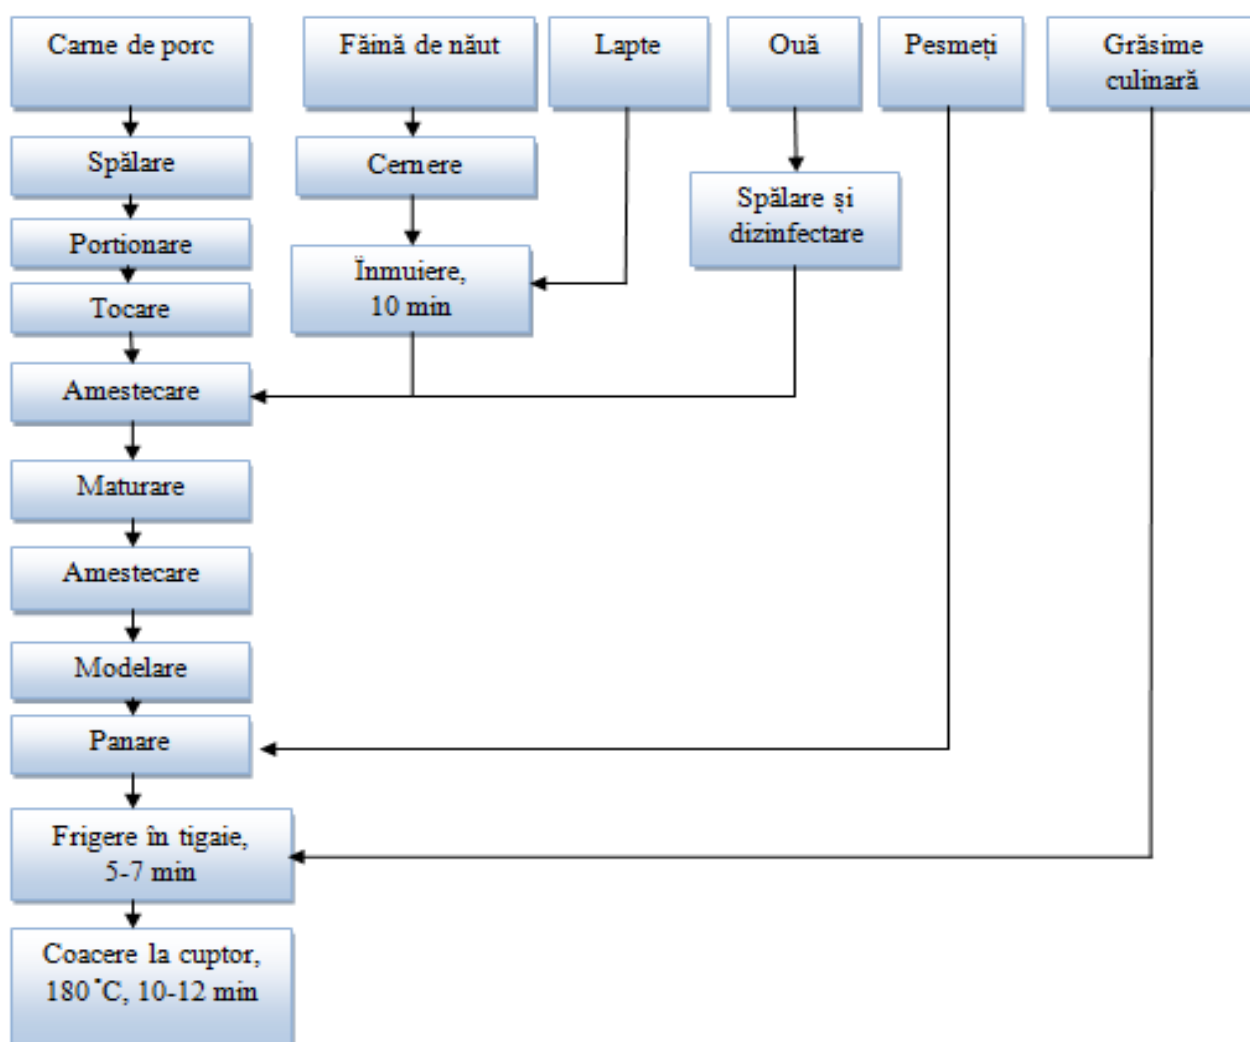 Carne de porc
Făină de năut
Lapte
Ouă
Pesmeți
Grăsime
culinară
Spălare
Cernere
Spălare și
dizinfectare
Portionare
Înmuiere,
10 min
Tocare
Amestecare
Maturare
Amestecare
Modelare
Panare
Frigere în tigaie,
5-7 min
Coacere la cuptor,
180˚C, 10-12 min